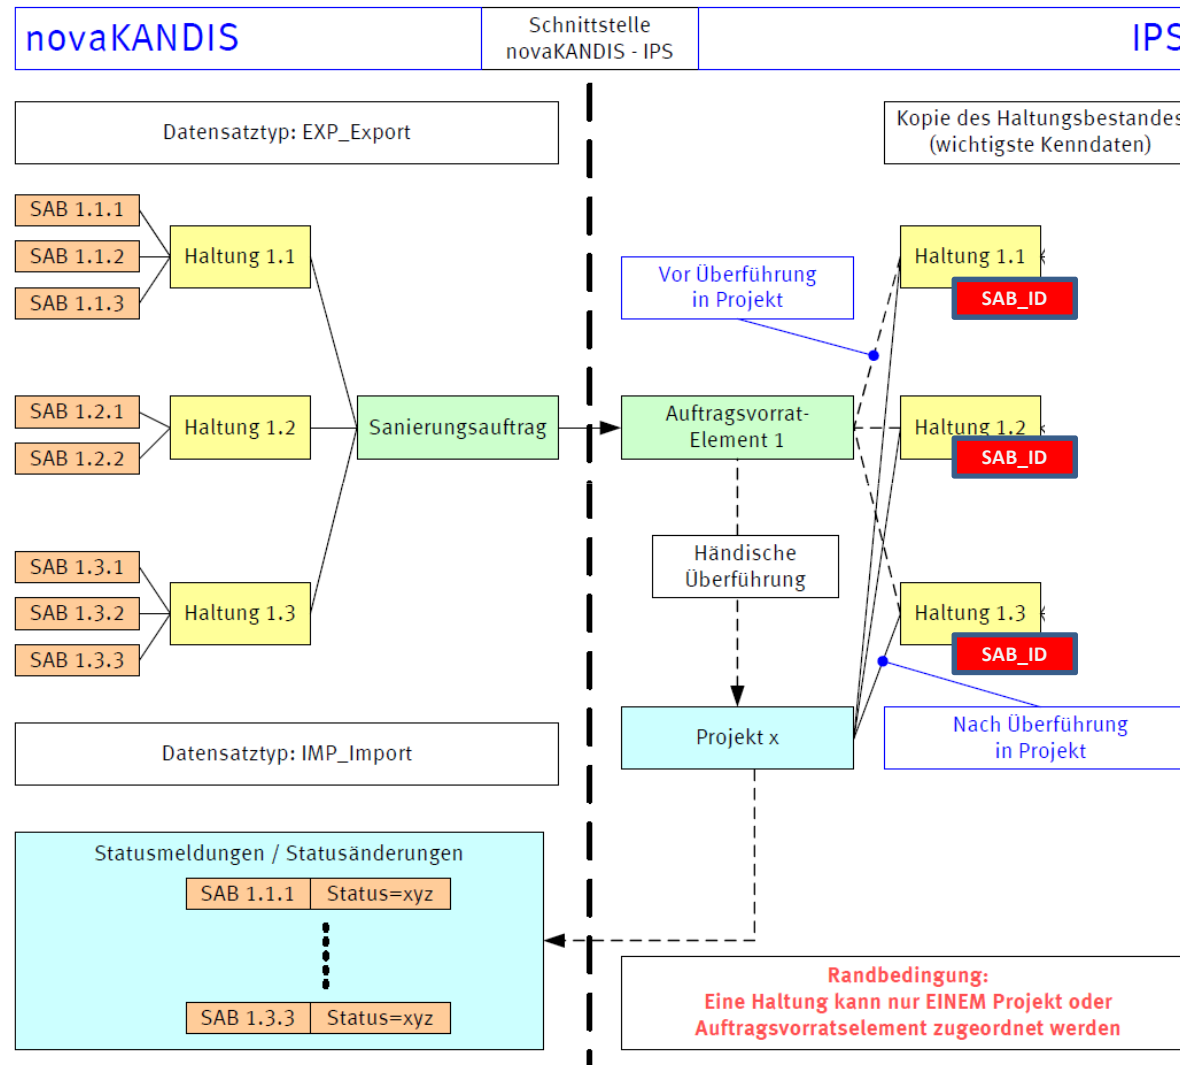 novaKANDIS
Schnittstelle
novaKANDIS - IPS
IPS
Datensatztyp: EXP_Export
Kopie des Haltungsbestandes
(wichtigste Kenndaten)
SAB 1.1.1
SAB 1.1.2
SAB 1.1.3
Haltung 1.1
Vor Überführung
in Projekt
Haltung 1.1
SAB_ID
SAB 1.2.1
SAB 1.2.2
Haltung 1.2
Sanierungsauftrag
Auftragsvorrat-
Element 1
Haltung 1.2
SAB_ID
Händische
Überführung
SAB 1.3.1
SAB 1.3.2
SAB 1.3.3
Haltung 1.3
Haltung 1.3
SAB_ID
Projekt x
Nach Überführung
in Projekt
Datensatztyp: IMP_Import
Statusmeldungen / Statusänderungen
SAB 1.1.1 Status=xyz
SAB 1.3.3 Status=xyz
Randbedingung:
Eine Haltung kann nur EINEM Projekt oder
Auftragsvorratselement zugeordnet werden